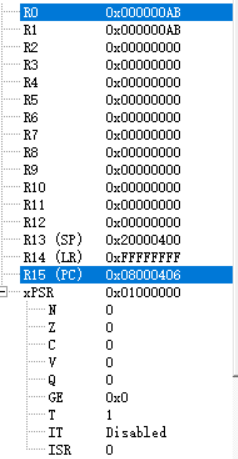 R0 0x000000AB
R1 0x000000AB
R2 0x00000000
R3 0x00000000
R4 0x00000000
R5 0x00000000
R6 0x00000000
R7 0x00000000
R8 0x00000000
R9 0x00000000
R10 0x00000000
R11 0x00000000
R12 0x00000000
R13 (SP) 0x20000400
R14 (LR) 0xFFFFFFFF
R15 (PC) 0x08000406
xPSR 0x01000000
N 0
Z 0
C 0
V 0
Q 0
GE 0x0
T 1
IT Disabled
ISR 0